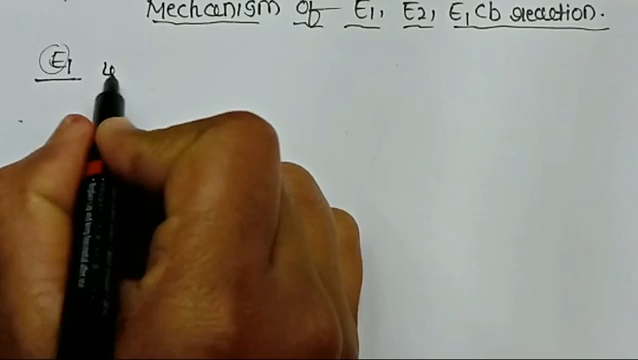 Mechanism of E1, E2, E1cb reaction.
E1